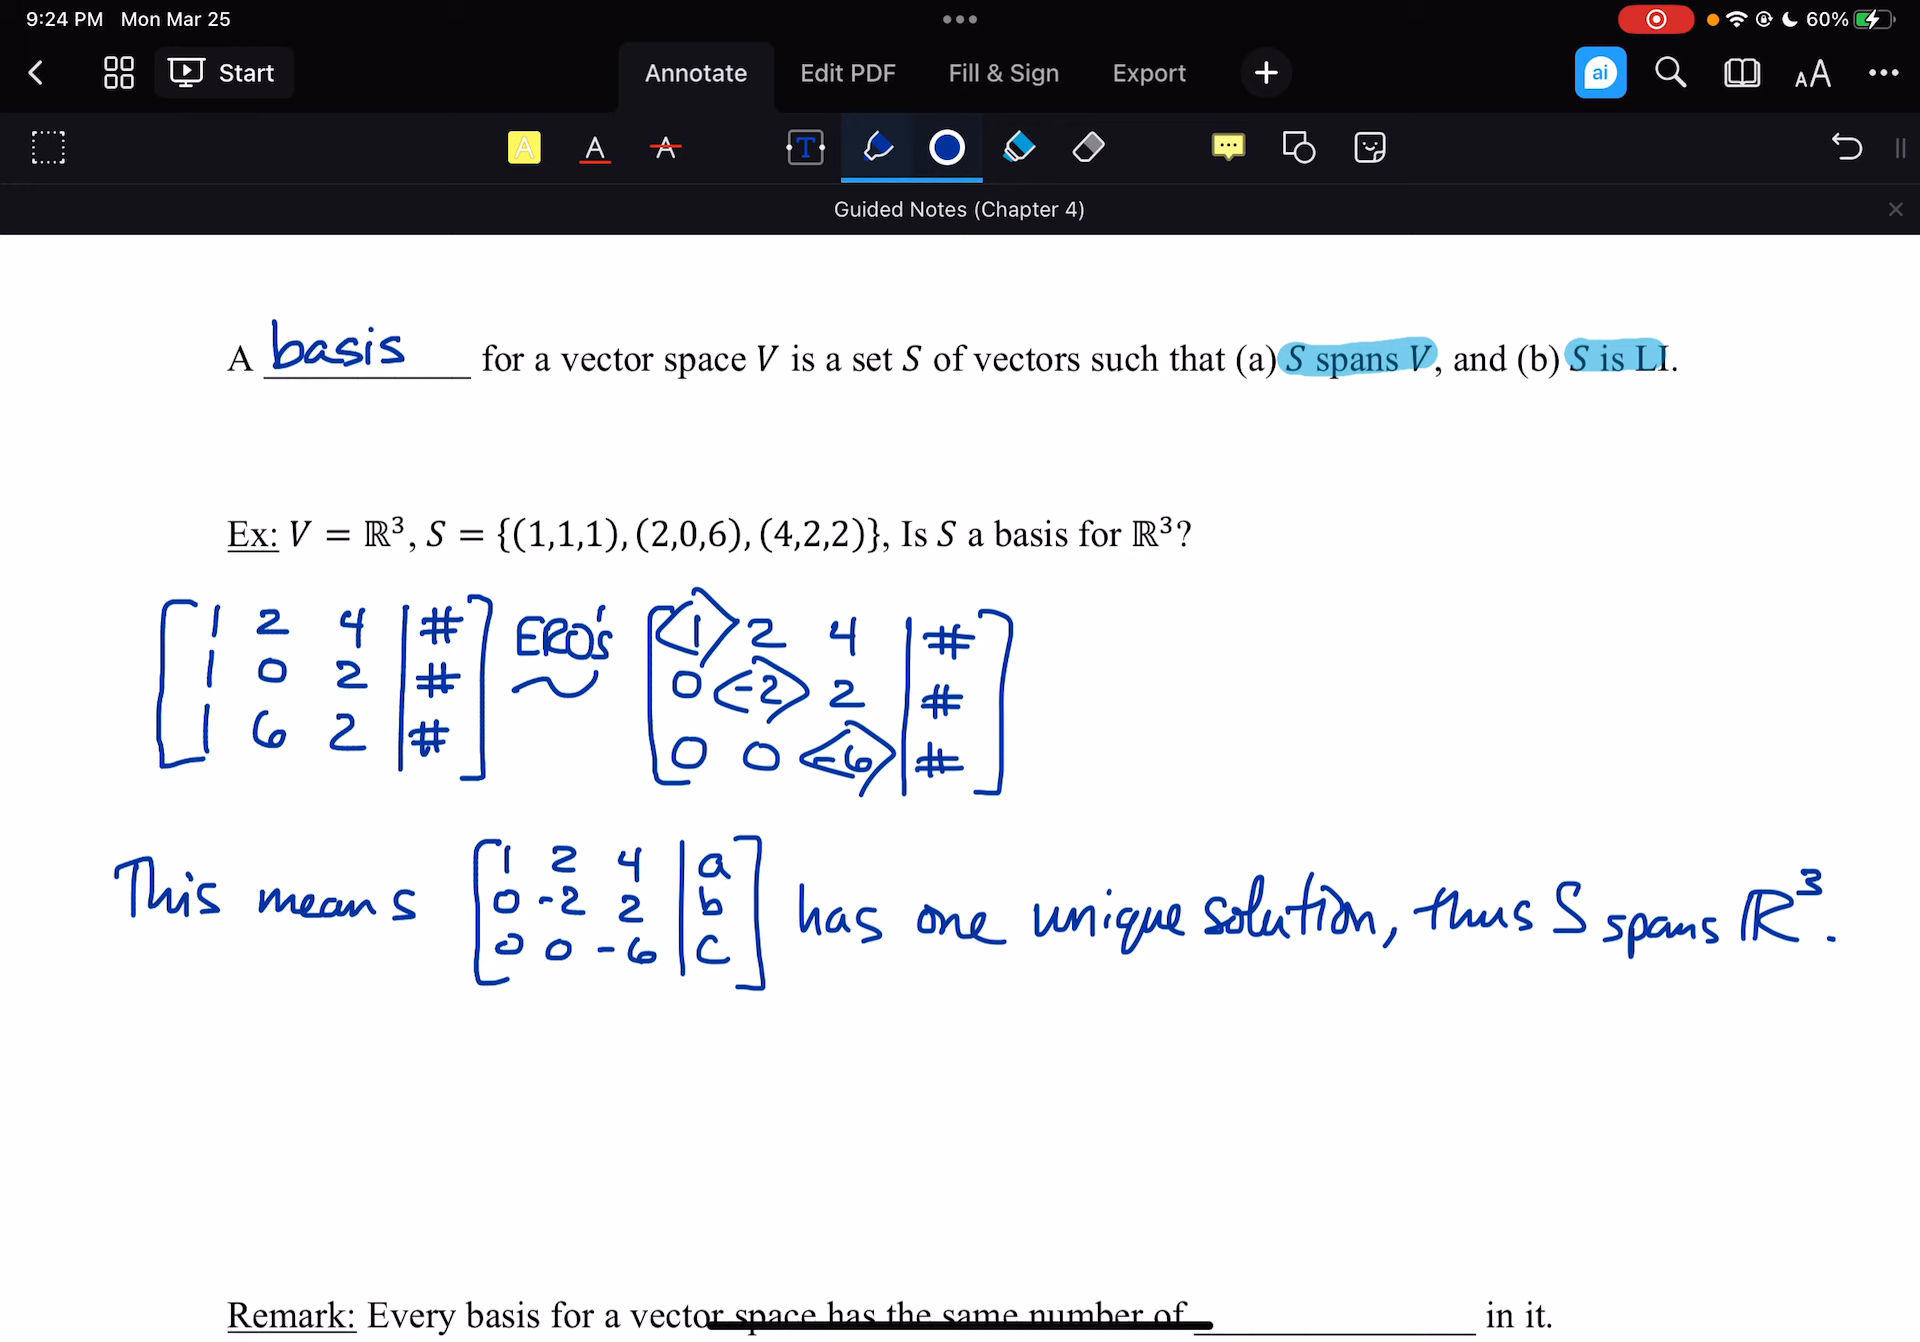 9:24 PM Mon Mar 25 60%
Start Annotate Edit PDF Fill & Sign Export + ai AA
A A A T
Guided Notes (Chapter 4)
A basis for a vector space V is a set S of vectors such that (a) S spans V, and (b) S is LI.
Ex: V = ℝ³, S = {(1,1,1), (2,0,6), (4,2,2)}, Is S a basis for ℝ³?
[1 2 4 | #] ERO's [1 2 4 | #]
[1 0 2 | #] ~ [0 -2 2 | #]
[1 6 2 | #] [0 0 -6 | #]
This means [1 2 4 | a; 0 -2 2 | b; 0 0 -6 | c] has one unique solution, thus S spans ℝ³.
Remark: Every basis for a vector space has the same number of ________ in it.